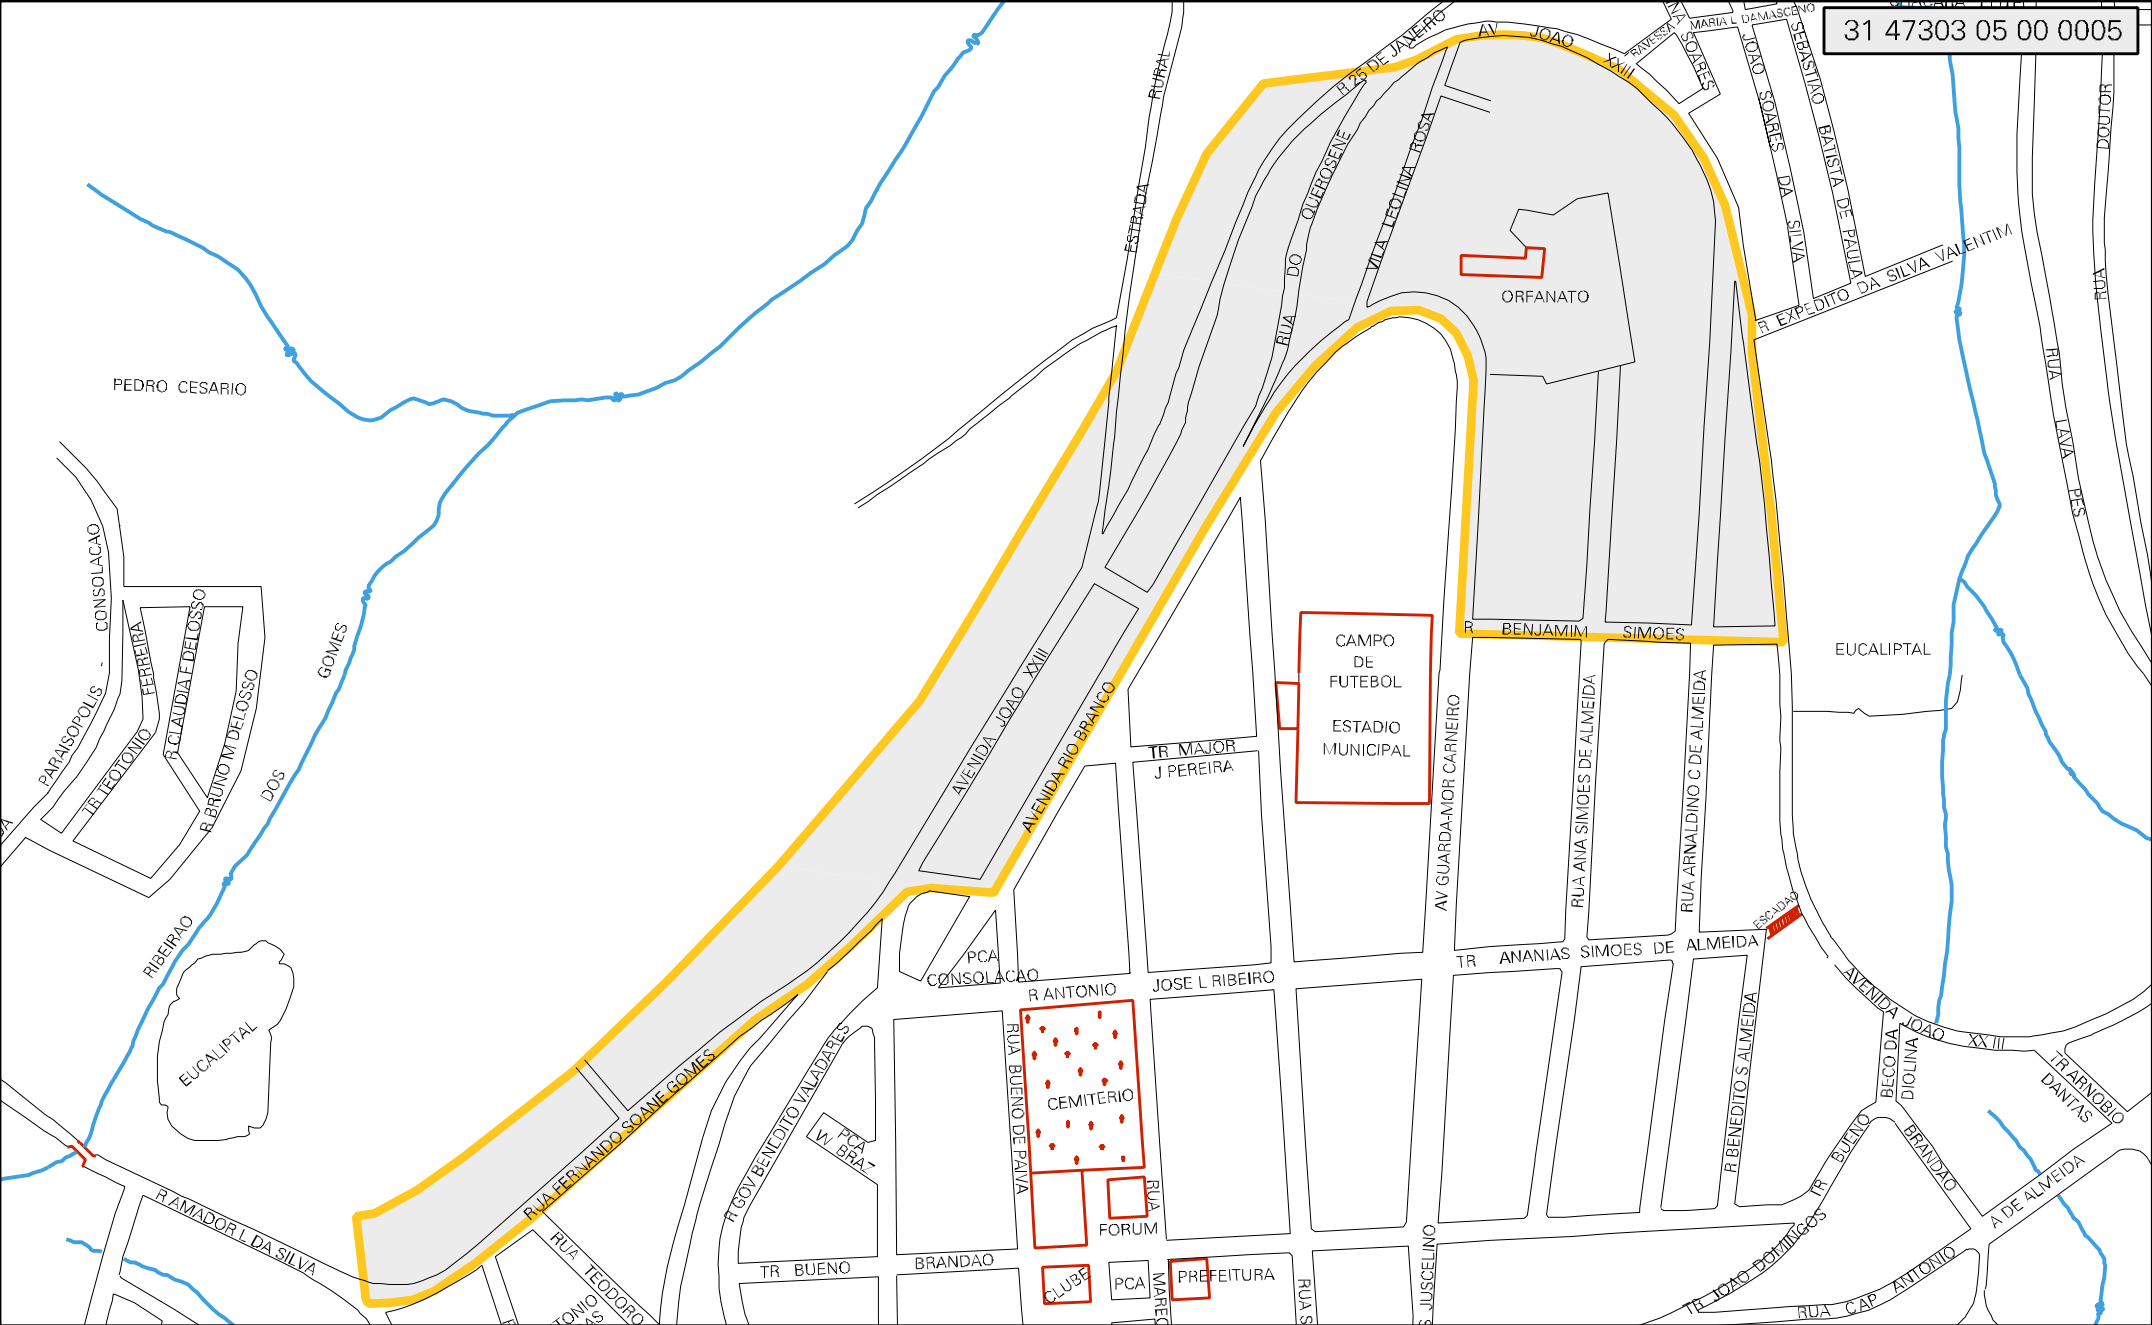 31 47303 05 00 0005
MARIA L DAMASCENO
R 25 DE JANEIRO
AV JOAO XXIII
SOARES
JOAO SOARES DA SILVA
SEBASTIAO BATISTA DE PAULA
DOUTOR
RUA
ESTRADA RURAL
RUA DO QUEROSENE
VILA LEOLINA ROSA
ORFANATO
R EXPEDITO DA SILVA VALENTIM
RUA LAVA PES
PEDRO CESARIO
PARAISOPOLIS - CONSOLACAO
TR TEOTONIO FERREIRA
R CLAUDIA F DELOSSO
R BRUNO M DELOSSO
RIBEIRAO DOS GOMES
EUCALIPTAL
R AMADOR L DA SILVA
AVENIDA JOAO XXIII
AVENIDA RIO BRANCO
R BENJAMIM SIMOES
CAMPO
DE
FUTEBOL
ESTADIO
MUNICIPAL
EUCALIPTAL
TR MAJOR
J PEREIRA
AV GUARDA-MOR CARNEIRO
RUA ANA SIMOES DE ALMEIDA
RUA ARNALDINO C DE ALMEIDA
ESCADAO
TR ANANIAS SIMOES DE ALMEIDA
PCA
CONSOLACAO
R ANTONIO JOSE L RIBEIRO
AVENIDA JOAO XXIII
BECO DA
DIOLINA
TR ARNOBIO
DANTAS
R BENEDITO S ALMEIDA
RUA BUENO DE PAIVA
CEMITERIO
R GOV BENEDITO VALADARES
PCA
W BRAZ
RUA FERNANDO SOANE GOMES
RUA TEODORO
RUA
FORUM
TR BUENO BRANDAO
TR BUENO BRANDAO
A DE ALMEIDA
CLUBE
PCA
PREFEITURA
RUA S
JUSCELINO
TR JOAO DOMINGOS
RUA CAP ANTONIO